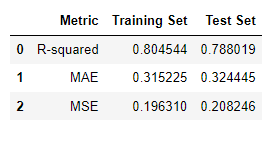 Metric Training Set Test Set
0 R-squared 0.804544 0.788019
1 MAE 0.315225 0.324445
2 MSE 0.196310 0.208246